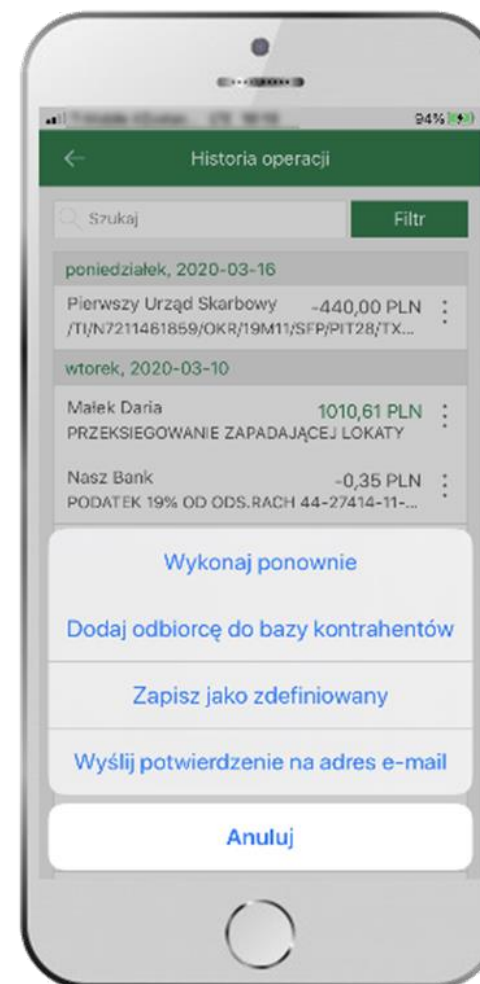 94%
Historia operacji
Szukaj
Filtr
poniedziałek, 2020-03-16
Pierwszy Urząd Skarbowy -440,00 PLN
/TI/N7211461859/OKR/19M11/SFP/PIT28/TX...
wtorek, 2020-03-10
Małek Daria 1010,61 PLN
PRZEKSIEGOWANIE ZAPADAJĄCEJ LOKATY
Nasz Bank -0,35 PLN
PODATEK 19% OD ODS.RACH 44-27414-11-...
Wykonaj ponownie
Dodaj odbiorcę do bazy kontrahentów
Zapisz jako zdefiniowany
Wyślij potwierdzenie na adres e-mail
Anuluj